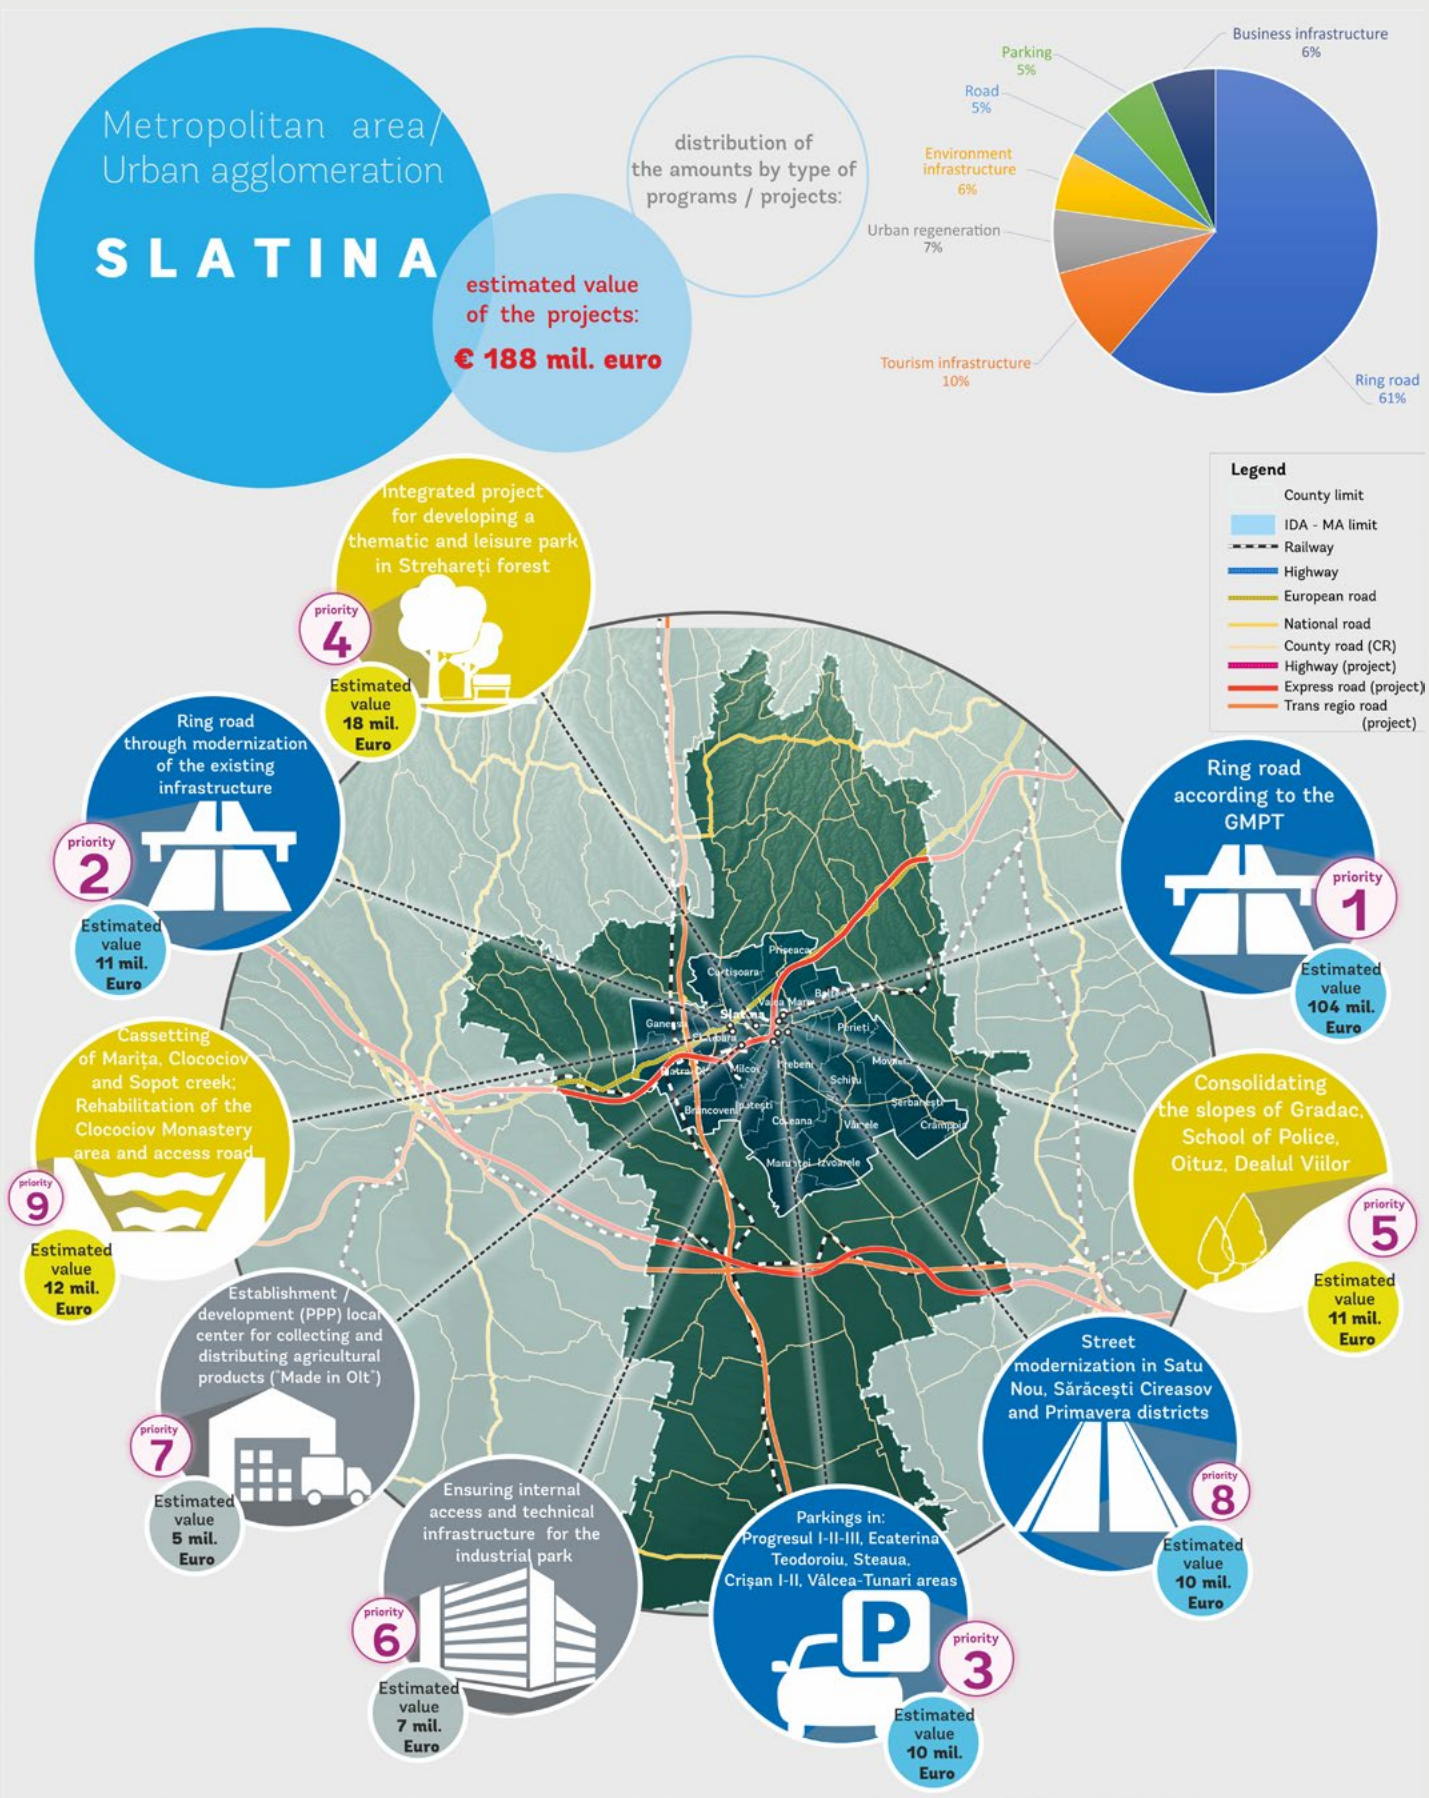 Metropolitan area/
Urban agglomeration
SLATINA
estimated value
of the projects:
€ 188 mil. euro
distribution of
the amounts by type of
programs / projects:
Business infrastructure
6%
Parking
5%
Road
5%
Environment
infrastructure
6%
Urban regeneration
7%
Tourism infrastructure
10%
Ring road
61%
Legend
County limit
IDA - MA limit
Railway
Highway
European road
National road
County road (CR)
Highway (project)
Express road (project)
Trans regio road
(project)
Integrated project
for developing a
thematic and leisure park
in Strehareți forest
priority
4
Estimated
value
18 mil.
Euro
Ring road
through modernization
of the existing
infrastructure
priority
2
Estimated
value
11 mil.
Euro
Ring road
according to the
GMPT
priority
1
Estimated
value
104 mil.
Euro
Cassetting
of Marița, Clocociov
and Sopot creek;
Rehabilitation of the
Clocociov Monastery
area and access road
priority
9
Estimated
value
12 mil.
Euro
Consolidating
the slopes of Gradac,
School of Police,
Oituz, Dealul Viilor
priority
5
Estimated
value
11 mil.
Euro
Establishment /
development (PPP) local
center for collecting and
distributing agricultural
products ("Made in Olt")
priority
7
Estimated
value
5 mil.
Euro
Street
modernization in Satu
Nou, Sărăcești Cireasov
and Primavera districts
priority
8
Estimated
value
10 mil.
Euro
Ensuring internal
access and technical
infrastructure for the
industrial park
priority
6
Estimated
value
7 mil.
Euro
Parkings in:
Progresul I-II-III, Ecaterina
Teodoroiu, Steaua,
Crișan I-II, Vâlcea-Tunari areas
priority
3
Estimated
value
10 mil.
Euro
Priseaca
Curtișoara
Valea Mare
Slatina
Perieți
Milcov
Schitu
Brancoveni
Coteana
Vâlcele
Șerbănești
Crâmpoia
Izvoarele